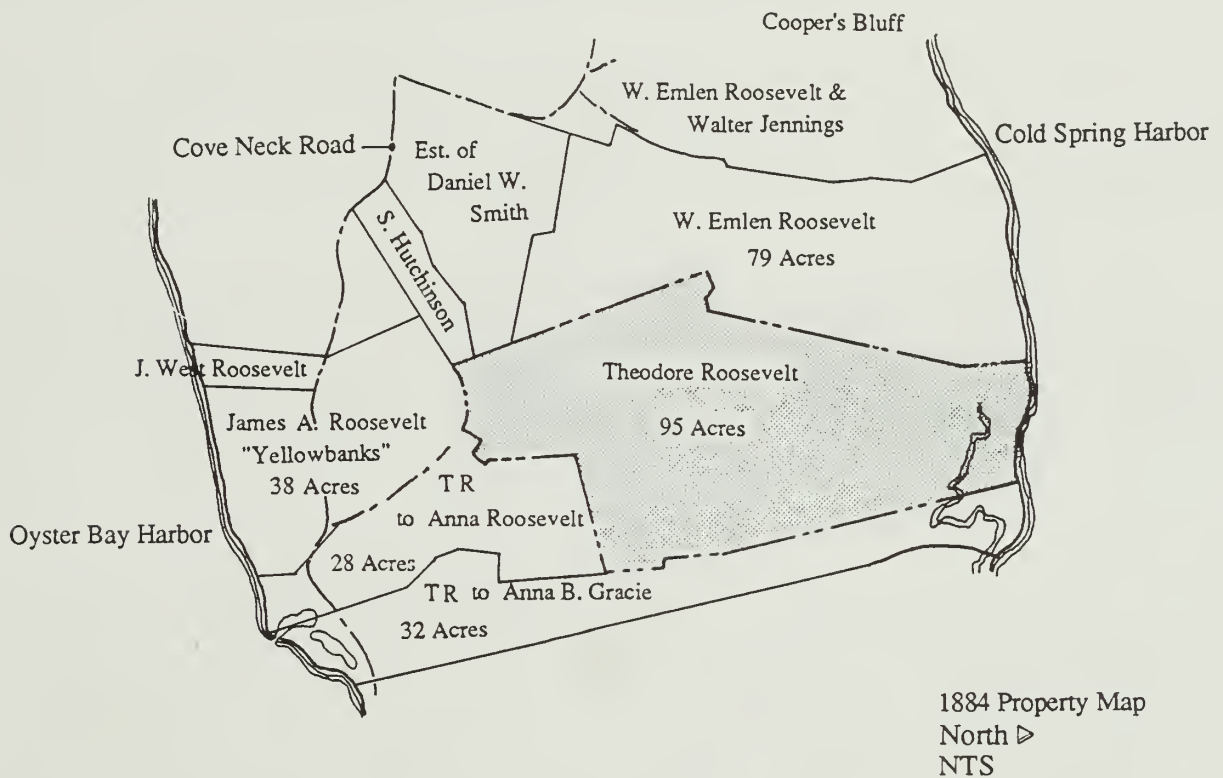 Cooper's Bluff
W. Emlen Roosevelt &
Walter Jennings
Cold Spring Harbor
Cove Neck Road
Est. of
Daniel W.
Smith
S. Hutchinson
W. Emlen Roosevelt
79 Acres
J. West Roosevelt
Theodore Roosevelt
95 Acres
James A. Roosevelt
"Yellowbanks"
38 Acres
T R
to Anna Roosevelt
28 Acres
Oyster Bay Harbor
T R to Anna B. Gracie
32 Acres
1884 Property Map
North ▷
NTS